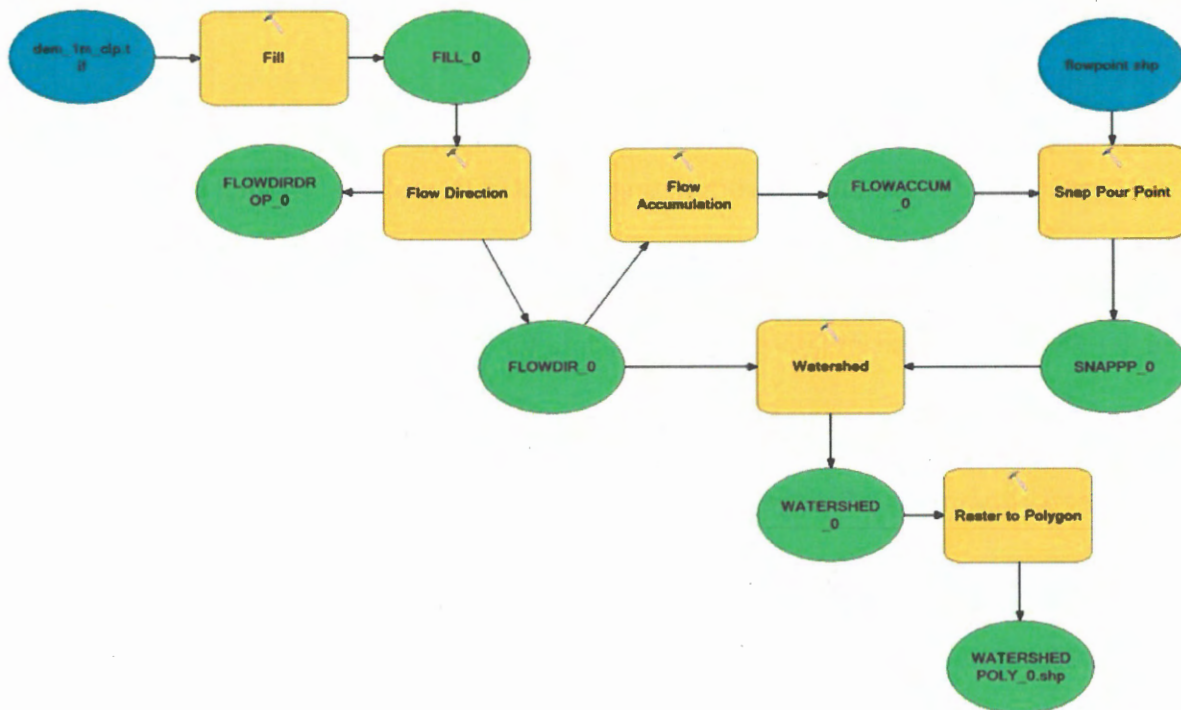 dem_1m_clp.t
if
Fill
FILL_0
flowpoint.shp
FLOWDIRDR
OP_0
Flow Direction
Flow
Accumulation
FLOWACCUM
_0
Snap Pour Point
FLOWDIR_0
Watershed
SNAPPP_0
WATERSHED
_0
Raster to Polygon
WATERSHED
POLY_0.shp